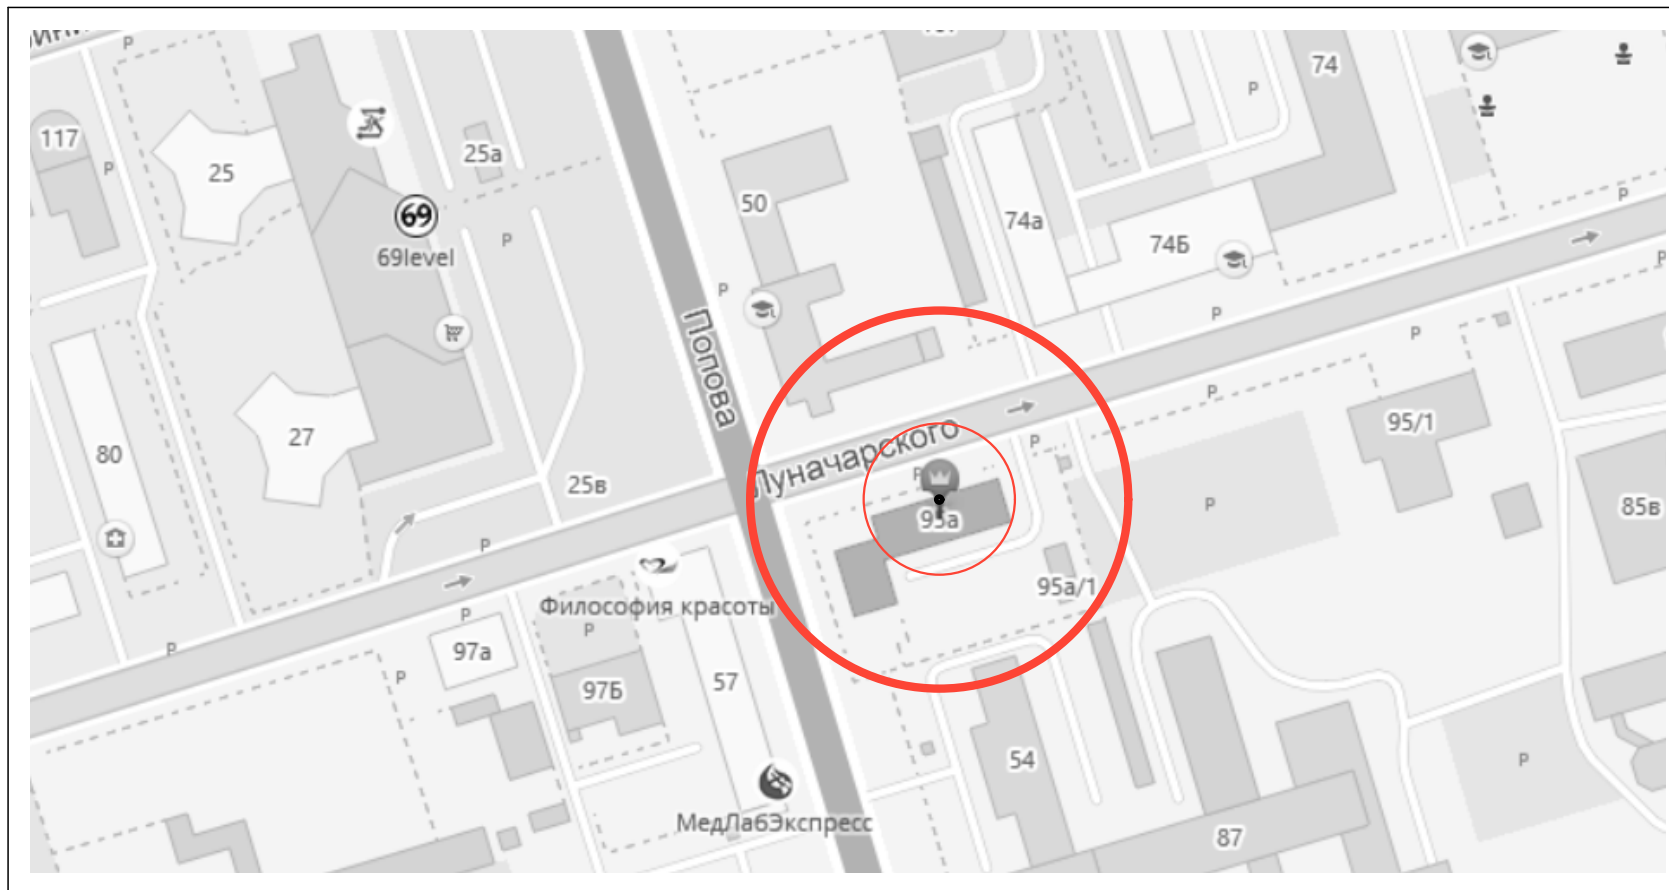 74
117
25
25а
P
P
P
P
P
50
74а
74Б
69
69level
P
P
P
P
Попова
P
P
P
80
27
25в
Луначарского
P
P
95/1
P
85в
95а
P
95а/1
Философия красоты
P
P
P
P
97а
97Б
57
54
P
МедЛабЭкспресс
87